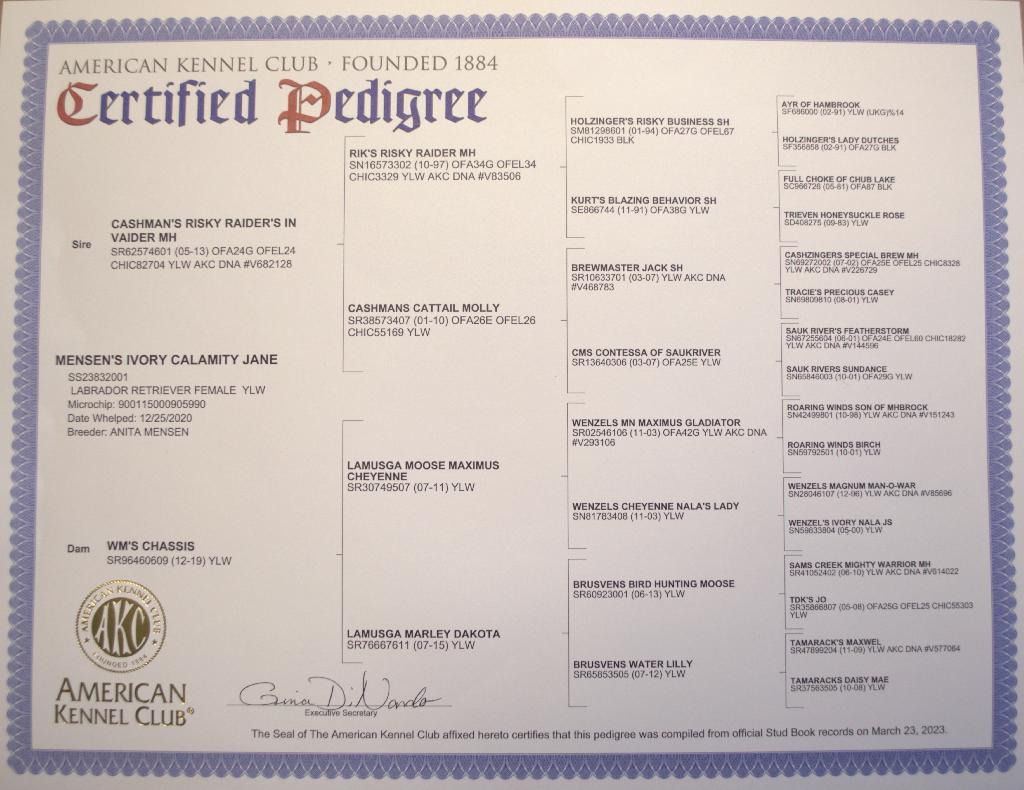 AMERICAN KENNEL CLUB · FOUNDED 1884
Certified Pedigree
Sire
CASHMAN'S RISKY RAIDER'S IN
VAIDER MH
SR62574601 (05-13) OFA24G OFEL24
CHIC82704 YLW AKC DNA #V682128
MENSEN'S IVORY CALAMITY JANE
SS23832001
LABRADOR RETRIEVER FEMALE YLW
Microchip: 900115000905990
Date Whelped: 12/25/2020
Breeder: ANITA MENSEN
Dam
WM'S CHASSIS
SR96460609 (12-19) YLW
RIK'S RISKY RAIDER MH
SN16573302 (10-97) OFA34G OFEL34
CHIC3329 YLW AKC DNA #V83506
CASHMANS CATTAIL MOLLY
SR38573407 (01-10) OFA26E OFEL26
CHIC55169 YLW
LAMUSGA MOOSE MAXIMUS
CHEYENNE
SR30749507 (07-11) YLW
LAMUSGA MARLEY DAKOTA
SR76667611 (07-15) YLW
HOLZINGER'S RISKY BUSINESS SH
SM81298601 (01-94) OFA27G OFEL67
CHIC1933 BLK
KURT'S BLAZING BEHAVIOR SH
SE866744 (11-91) OFA38G YLW
BREWMASTER JACK SH
SR10633701 (03-07) YLW AKC DNA
#V468783
CMS CONTESSA OF SAUKRIVER
SR13640306 (03-07) OFA25E YLW
WENZELS MN MAXIMUS GLADIATOR
SR02546106 (11-03) OFA42G YLW AKC DNA
#V293106
WENZELS CHEYENNE NALA'S LADY
SN81783408 (11-03) YLW
BRUSVENS BIRD HUNTING MOOSE
SR60923001 (06-13) YLW
BRUSVENS WATER LILLY
SR65853505 (07-12) YLW
AYR OF HAMBROOK
SF686000 (02-91) YLW (UKG)%14
HOLZINGER'S LADY DUTCHES
SF356858 (02-91) OFA27G BLK
FULL CHOKE OF CHUB LAKE
SC966726 (05-81) OFA87 BLK
TRIEVEN HONEYSUCKLE ROSE
SD408275 (09-83) YLW
CASHZINGERS SPECIAL BREW MH
SN69272002 (07-02) OFA25E OFEL25 CHIC8328
YLW AKC DNA #V226729
TRACIE'S PRECIOUS CASEY
SN69809810 (08-01) YLW
SAUK RIVER'S FEATHERSTORM
SN67255604 (06-01) OFA24E OFEL60 CHIC18282
YLW AKC DNA #V144596
SAUK RIVERS SUNDANCE
SN65846003 (10-01) OFA29G YLW
ROARING WINDS SON OF MHBROCK
SN42499801 (10-98) YLW AKC DNA #V151243
ROARING WINDS BIRCH
SN59792501 (10-01) YLW
WENZELS MAGNUM MAN-O-WAR
SN28046107 (12-96) YLW AKC DNA #V85696
WENZEL'S IVORY NALA JS
SN59833804 (05-00) YLW
SAMS CREEK MIGHTY WARRIOR MH
SR41052402 (06-10) YLW AKC DNA #V614022
TDK'S JO
SR35866807 (05-08) OFA25G OFEL25 CHIC55303
YLW
TAMARACK'S MAXWEL
SR47899204 (11-09) YLW AKC DNA #V577064
TAMARACKS DAISY MAE
SR37563505 (10-08) YLW
AMERICAN KENNEL CLUB
AKC
FOUNDED 1884
AMERICAN
KENNEL CLUB®
Gina DiNardo
Executive Secretary
The Seal of The American Kennel Club affixed hereto certifies that this pedigree was compiled from official Stud Book records on March 23, 2023.